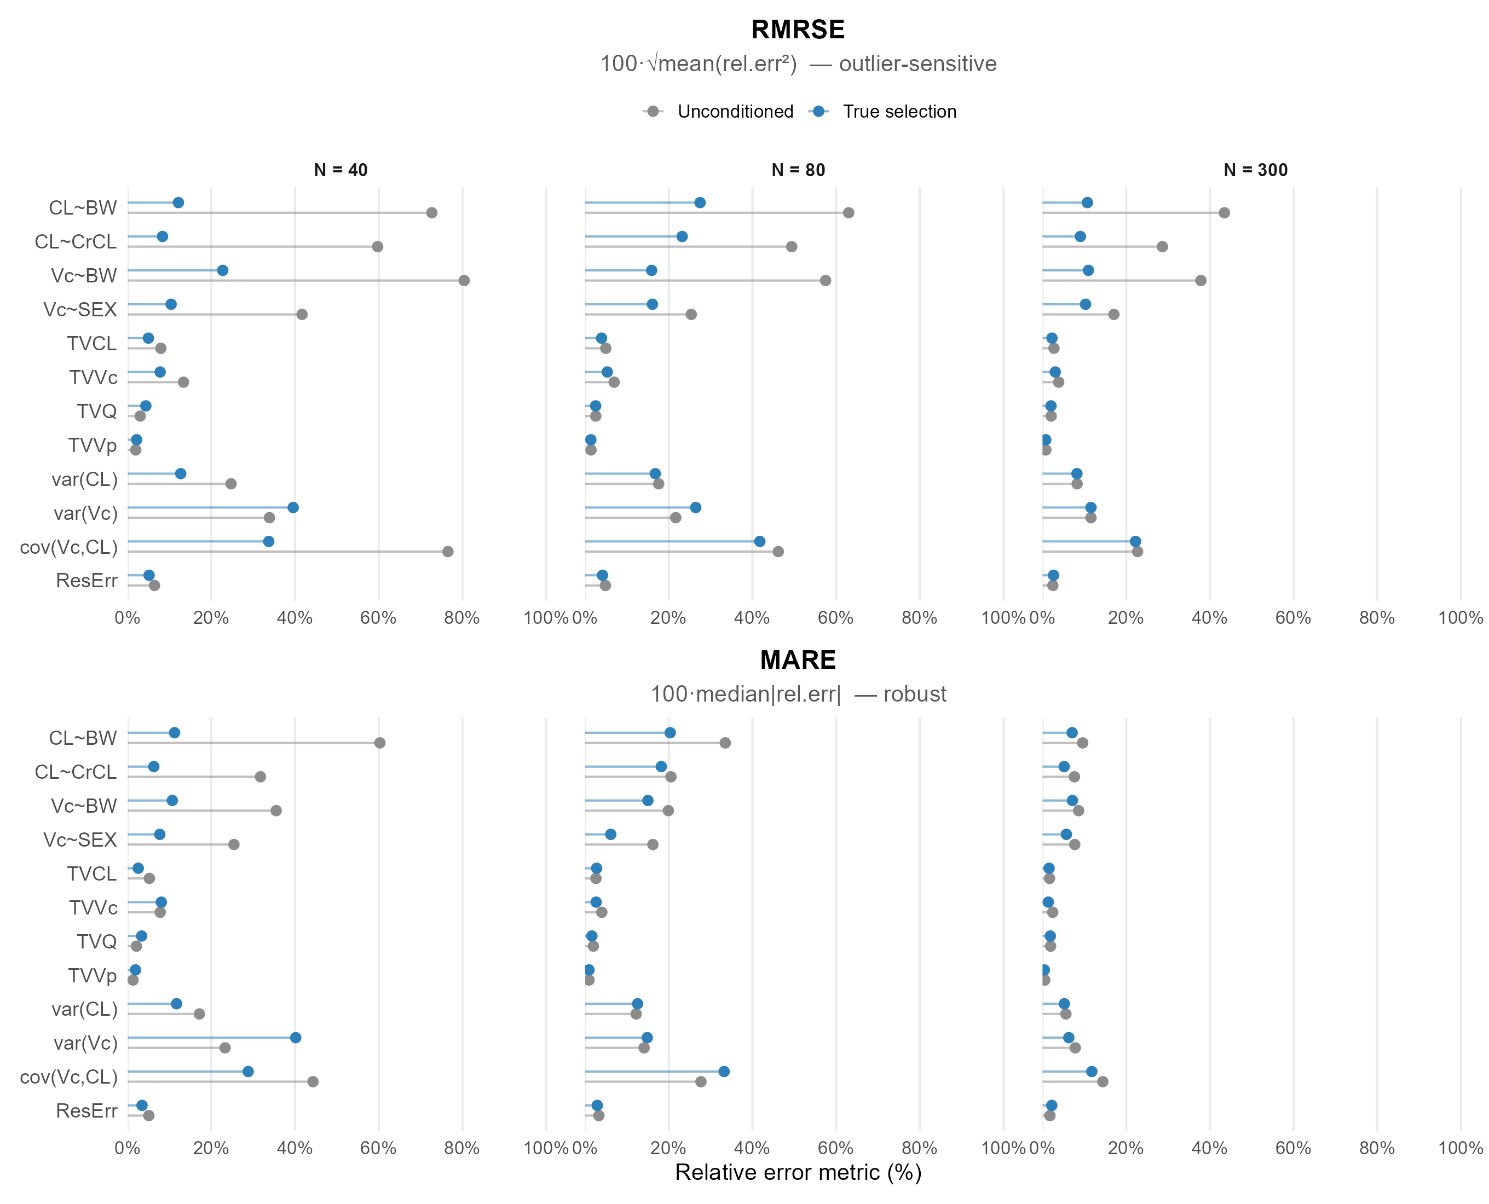 RMRSE
100·√mean(rel.err²) — outlier-sensitive
Unconditioned True selection
N = 40 N = 80 N = 300
CL~BW
CL~CrCL
Vc~BW
Vc~SEX
TVCL
TVVc
TVQ
TVVp
var(CL)
var(Vc)
cov(Vc,CL)
ResErr
0% 20% 40% 60% 80% 100% 0% 20% 40% 60% 80% 100% 0% 20% 40% 60% 80% 100%
MARE
100·median|rel.err| — robust
CL~BW
CL~CrCL
Vc~BW
Vc~SEX
TVCL
TVVc
TVQ
TVVp
var(CL)
var(Vc)
cov(Vc,CL)
ResErr
0% 20% 40% 60% 80% 100% 0% 20% 40% 60% 80% 100% 0% 20% 40% 60% 80% 100%
Relative error metric (%)